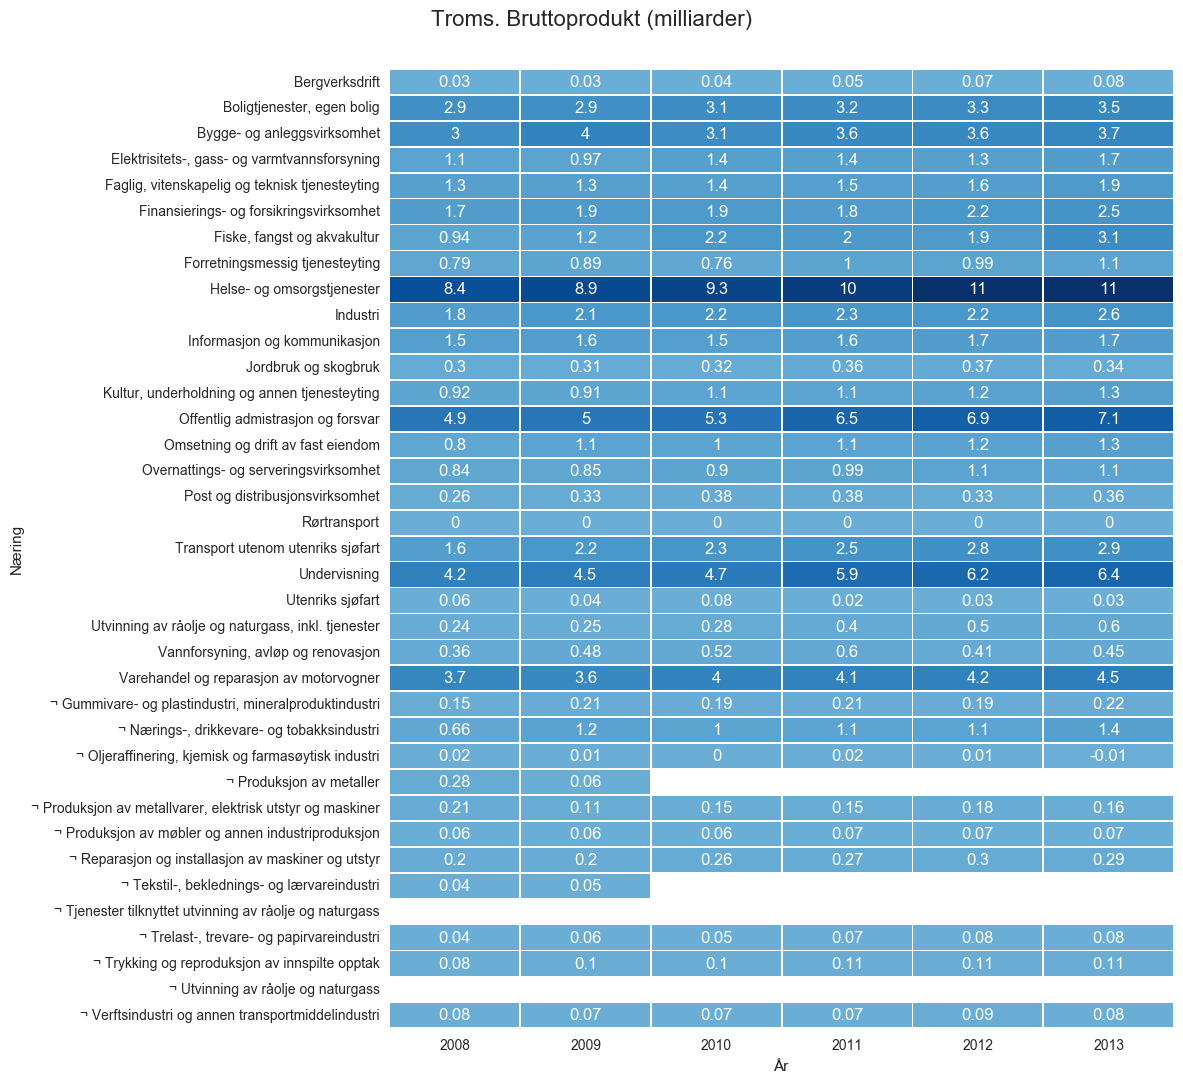 Troms. Bruttoprodukt (milliarder)
Næring
Bergverksdrift 0.03 0.03 0.04 0.05 0.07 0.08
Boligtjenester, egen bolig 2.9 2.9 3.1 3.2 3.3 3.5
Bygge- og anleggsvirksomhet 3 4 3.1 3.6 3.6 3.7
Elektrisitets-, gass- og varmtvannsforsyning 1.1 0.97 1.4 1.4 1.3 1.7
Faglig, vitenskapelig og teknisk tjenesteyting 1.3 1.3 1.4 1.5 1.6 1.9
Finansierings- og forsikringsvirksomhet 1.7 1.9 1.9 1.8 2.2 2.5
Fiske, fangst og akvakultur 0.94 1.2 2.2 2 1.9 3.1
Forretningsmessig tjenesteyting 0.79 0.89 0.76 1 0.99 1.1
Helse- og omsorgstjenester 8.4 8.9 9.3 10 11 11
Industri 1.8 2.1 2.2 2.3 2.2 2.6
Informasjon og kommunikasjon 1.5 1.6 1.5 1.6 1.7 1.7
Jordbruk og skogbruk 0.3 0.31 0.32 0.36 0.37 0.34
Kultur, underholdning og annen tjenesteyting 0.92 0.91 1.1 1.1 1.2 1.3
Offentlig admistrasjon og forsvar 4.9 5 5.3 6.5 6.9 7.1
Omsetning og drift av fast eiendom 0.8 1.1 1 1.1 1.2 1.3
Overnattings- og serveringsvirksomhet 0.84 0.85 0.9 0.99 1.1 1.1
Post og distribusjonsvirksomhet 0.26 0.33 0.38 0.38 0.33 0.36
Rørtransport 0 0 0 0 0 0
Transport utenom utenriks sjøfart 1.6 2.2 2.3 2.5 2.8 2.9
Undervisning 4.2 4.5 4.7 5.9 6.2 6.4
Utenriks sjøfart 0.06 0.04 0.08 0.02 0.03 0.03
Utvinning av råolje og naturgass, inkl. tjenester 0.24 0.25 0.28 0.4 0.5 0.6
Vannforsyning, avløp og renovasjon 0.36 0.48 0.52 0.6 0.41 0.45
Varehandel og reparasjon av motorvogner 3.7 3.6 4 4.1 4.2 4.5
¬ Gummivare- og plastindustri, mineralproduktindustri 0.15 0.21 0.19 0.21 0.19 0.22
¬ Nærings-, drikkevare- og tobakksindustri 0.66 1.2 1 1.1 1.1 1.4
¬ Oljeraffinering, kjemisk og farmasøytisk industri 0.02 0.01 0 0.02 0.01 -0.01
¬ Produksjon av metaller 0.28 0.06
¬ Produksjon av metallvarer, elektrisk utstyr og maskiner 0.21 0.11 0.15 0.15 0.18 0.16
¬ Produksjon av møbler og annen industriproduksjon 0.06 0.06 0.06 0.07 0.07 0.07
¬ Reparasjon og installasjon av maskiner og utstyr 0.2 0.2 0.26 0.27 0.3 0.29
¬ Tekstil-, beklednings- og lærvareindustri 0.04 0.05
¬ Tjenester tilknyttet utvinning av råolje og naturgass
¬ Trelast-, trevare- og papirvareindustri 0.04 0.06 0.05 0.07 0.08 0.08
¬ Trykking og reproduksjon av innspilte opptak 0.08 0.1 0.1 0.11 0.11 0.11
¬ Utvinning av råolje og naturgass
¬ Verftsindustri og annen transportmiddelindustri 0.08 0.07 0.07 0.07 0.09 0.08
2008 2009 2010 2011 2012 2013
År